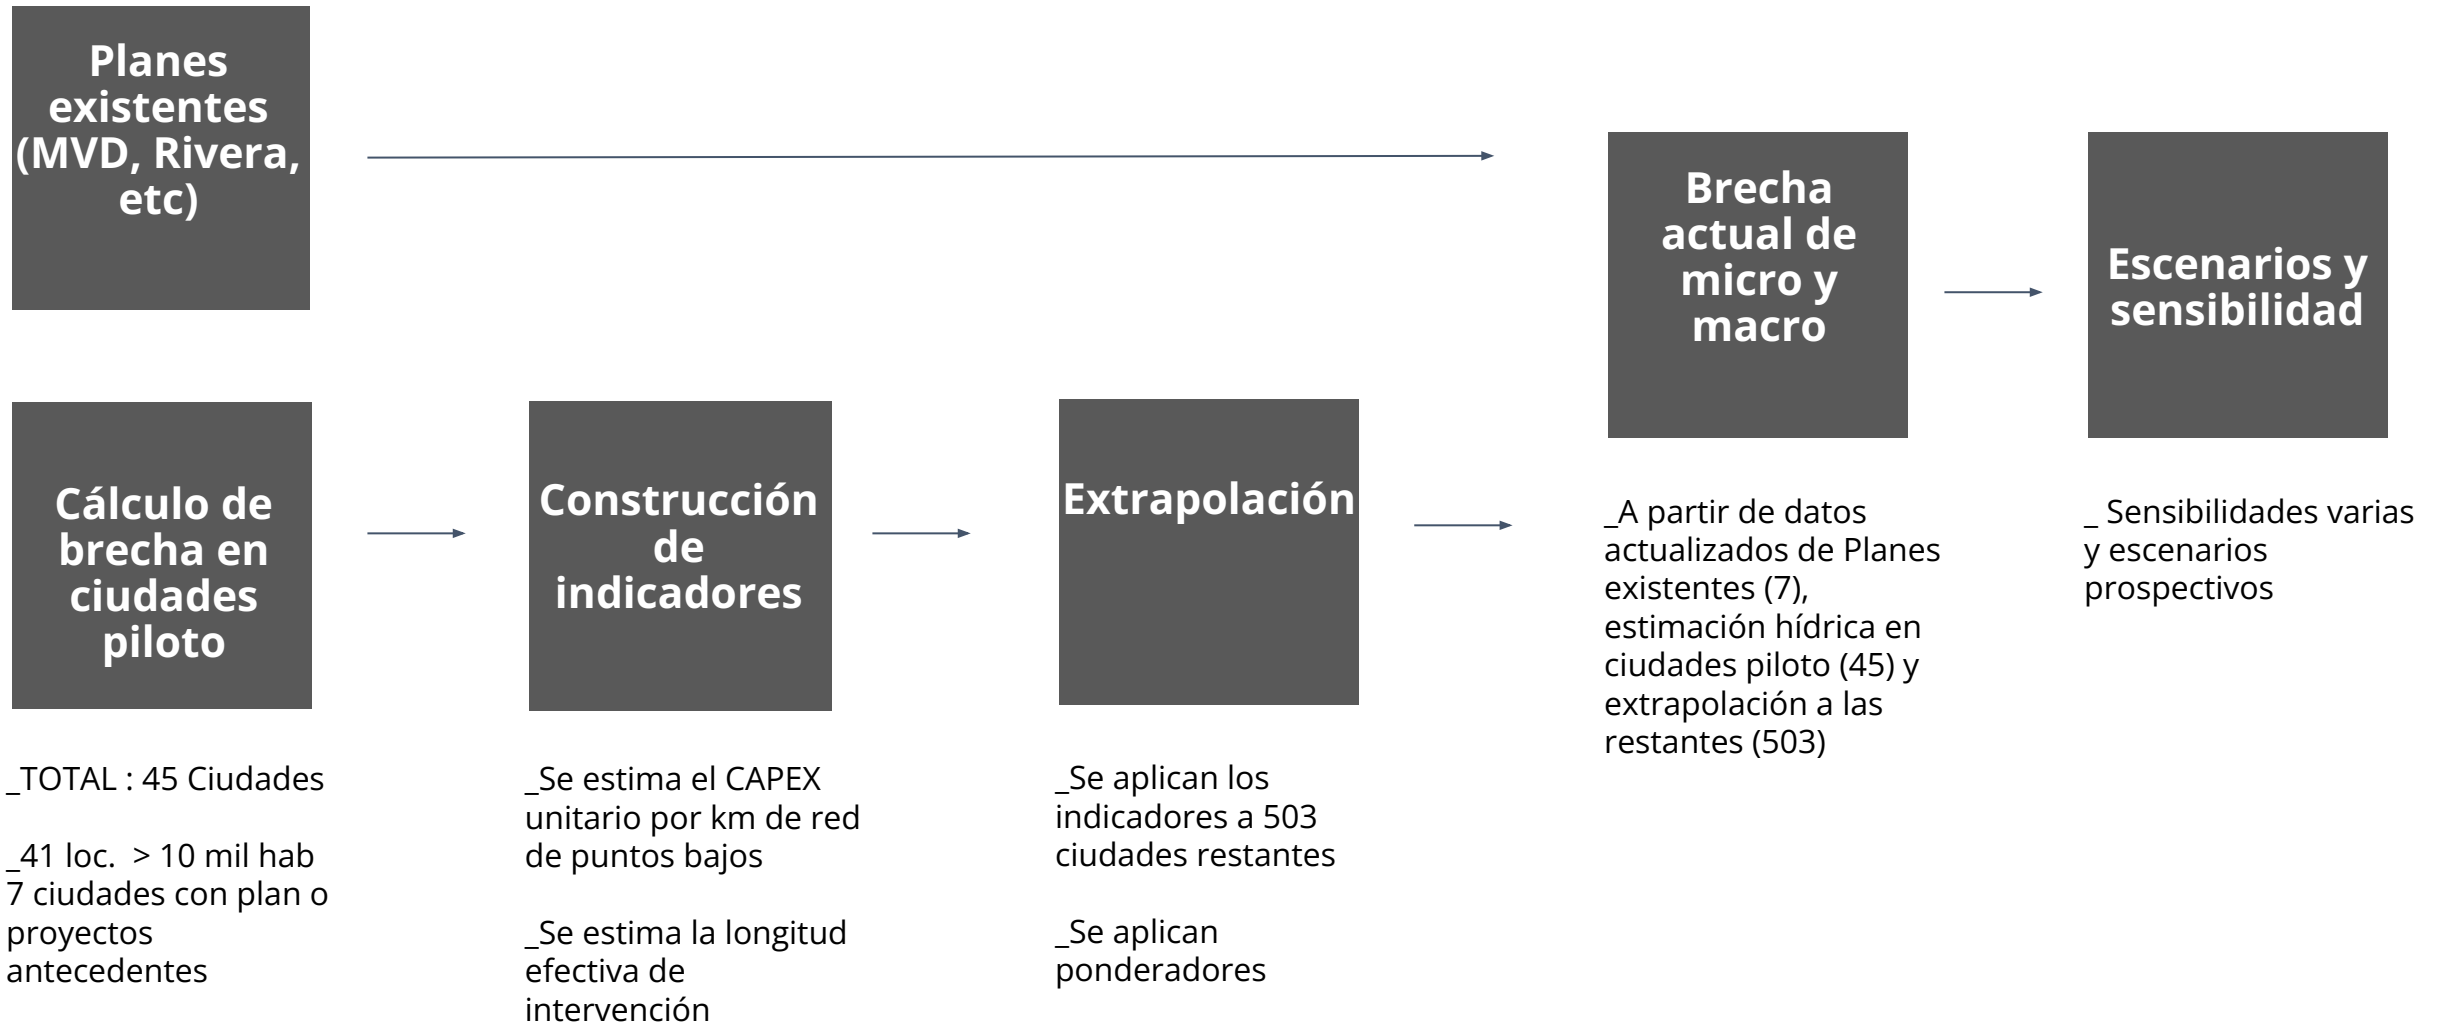 Planes
existentes
(MVD, Rivera,
etc)
Cálculo de
brecha en
ciudades
piloto
_TOTAL : 45 Ciudades
_41 loc.  > 10 mil hab
7 ciudades con plan o
proyectos
antecedentes
Construcción
de
indicadores
_Se estima el CAPEX
unitario por km de red
de puntos bajos
_Se estima la longitud
efectiva de
intervención
Extrapolación
_Se aplican los
indicadores a 503
ciudades restantes
_Se aplican
ponderadores
Brecha
actual de
micro y
macro
_A partir de datos
actualizados de Planes
existentes (7),
estimación hídrica en
ciudades piloto (45) y
extrapolación a las
restantes (503)
Escenarios y
sensibilidad
_ Sensibilidades varias
y escenarios
prospectivos